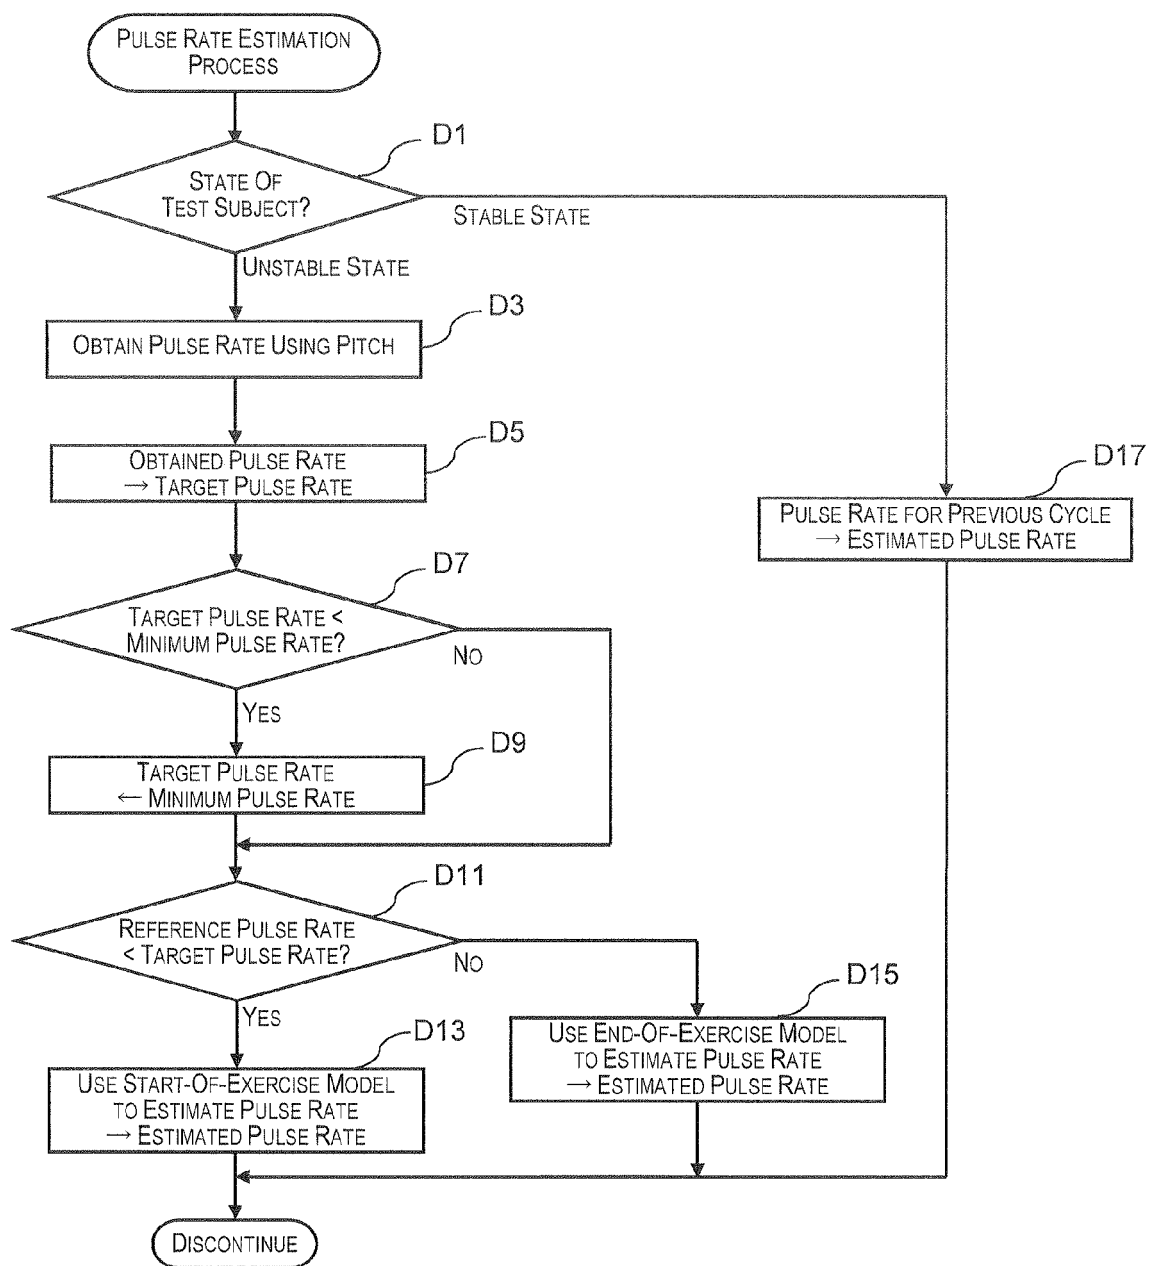 PULSE RATE ESTIMATION
PROCESS
D1
STATE OF
TEST SUBJECT?
STABLE STATE
UNSTABLE STATE
D3
OBTAIN PULSE RATE USING PITCH
D5
OBTAINED PULSE RATE
→ TARGET PULSE RATE
D17
PULSE RATE FOR PREVIOUS CYCLE
→ ESTIMATED PULSE RATE
D7
TARGET PULSE RATE <
MINIMUM PULSE RATE?
NO
YES
D9
TARGET PULSE RATE
← MINIMUM PULSE RATE
D11
REFERENCE PULSE RATE
< TARGET PULSE RATE?
NO
YES
D15
USE END-OF-EXERCISE MODEL
TO ESTIMATE PULSE RATE
→ ESTIMATED PULSE RATE
D13
USE START-OF-EXERCISE MODEL
TO ESTIMATE PULSE RATE
→ ESTIMATED PULSE RATE
DISCONTINUE